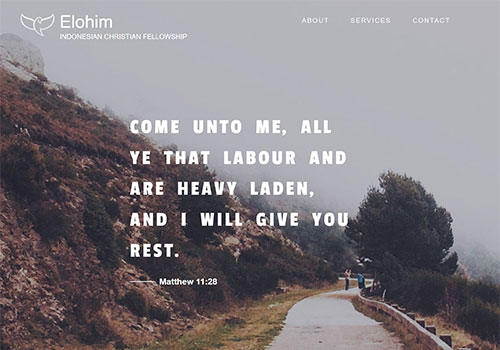 Elohim
INDONESIAN CHRISTIAN FELLOWSHIP
ABOUT SERVICES CONTACT
COME UNTO ME, ALL
YE THAT LABOUR AND
ARE HEAVY LADEN,
AND I WILL GIVE YOU
REST.
Matthew 11:28